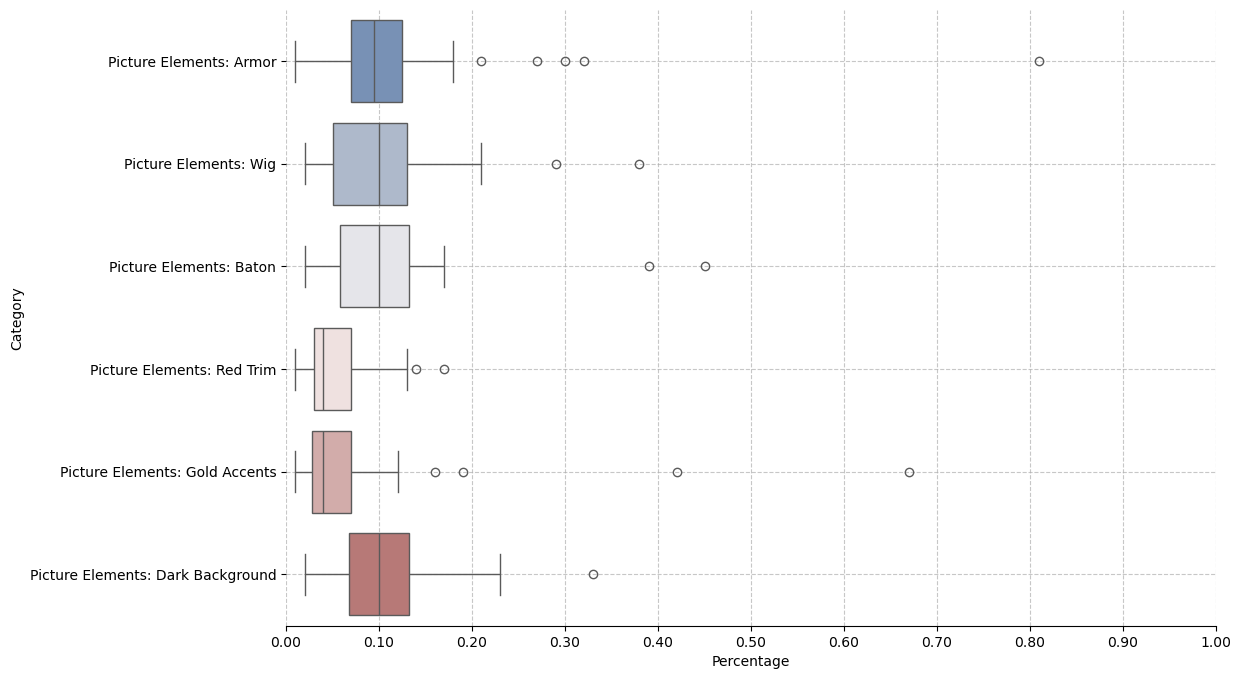 Picture Elements: Armor
Picture Elements: Wig
Picture Elements: Baton
Picture Elements: Red Trim
Picture Elements: Gold Accents
Picture Elements: Dark Background
Category
0.00 0.10 0.20 0.30 0.40 0.50 0.60 0.70 0.80 0.90 1.00
Percentage